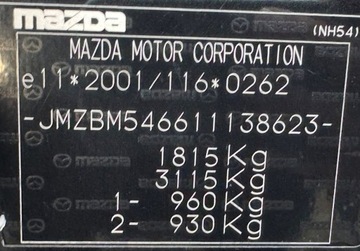 mazda
(NH54)
MAZDA MOTOR CORPORATION
e11*2001/116*0262
-JMZBM546611138623-
1815Kg
3115Kg
1- 960Kg
2- 930Kg